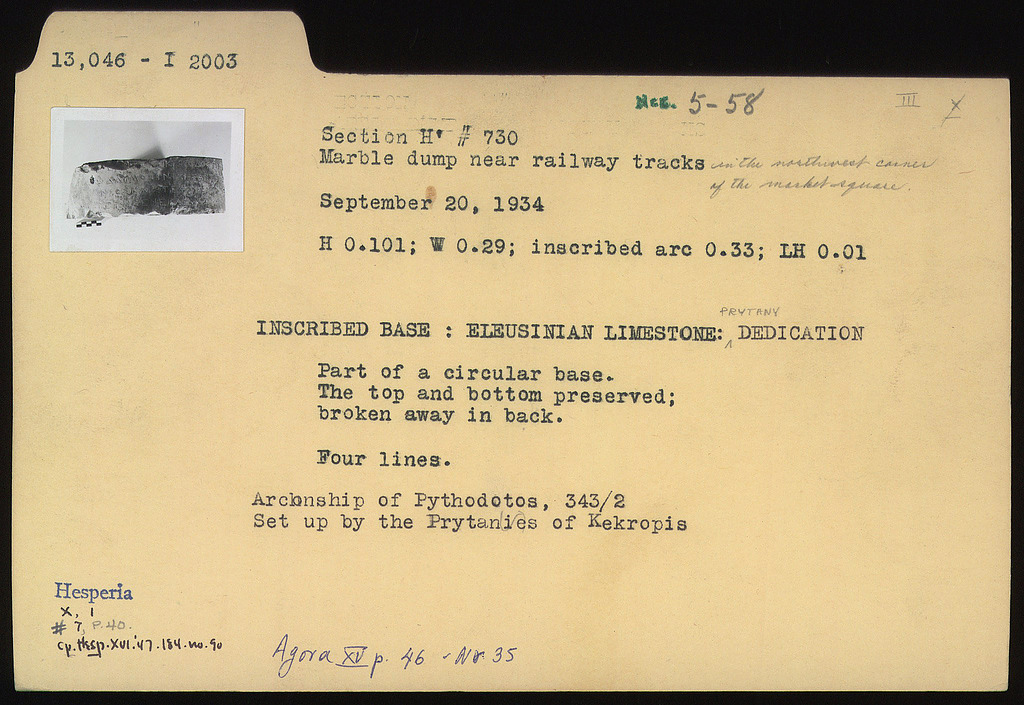 13,046 - I 2003
Neg. 5-58
III X
Section H' # 730
Marble dump near railway tracks in the northwest corner
of the market square.
September 20, 1934
H 0.101; W 0.29; inscribed arc 0.33; LH 0.01
PRYTANY
INSCRIBED BASE : ELEUSINIAN LIMESTONE: DEDICATION
Part of a circular base.
The top and bottom preserved;
broken away in back.
Four lines.
Archonship of Pythodotos, 343/2
Set up by the Prytanies of Kekropis
Hesperia
X, 1
# 7, P.40.
cp. Hesp. XVI.'47.184.no.90
Agora XV p. 46 - Nr. 35